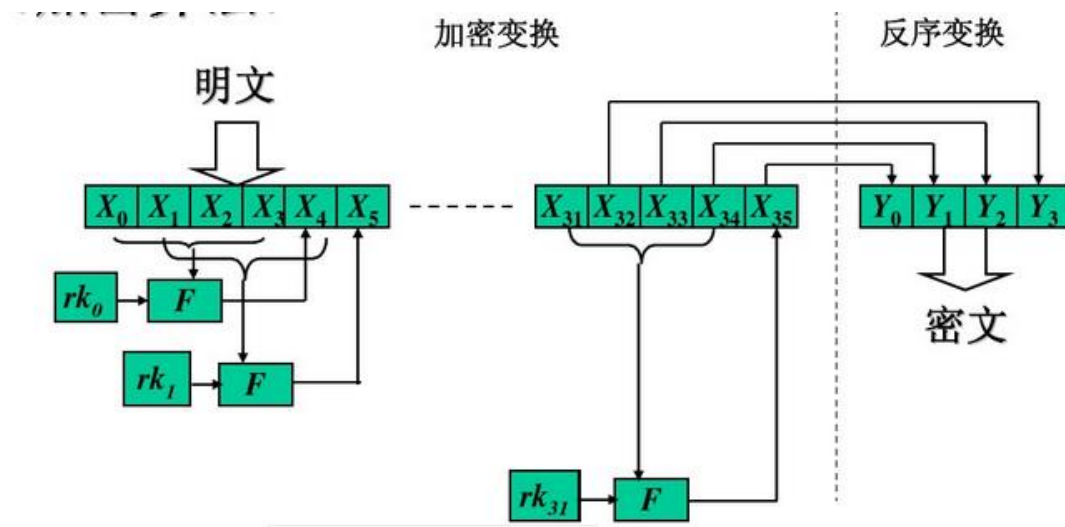 加密变换 反序变换
明文
X₀ X₁ X₂ X₃ X₄ X₅ X₃₁ X₃₂ X₃₃ X₃₄ X₃₅ Y₀ Y₁ Y₂ Y₃
rk₀ F
密文
rk₁ F
rk₃₁ F